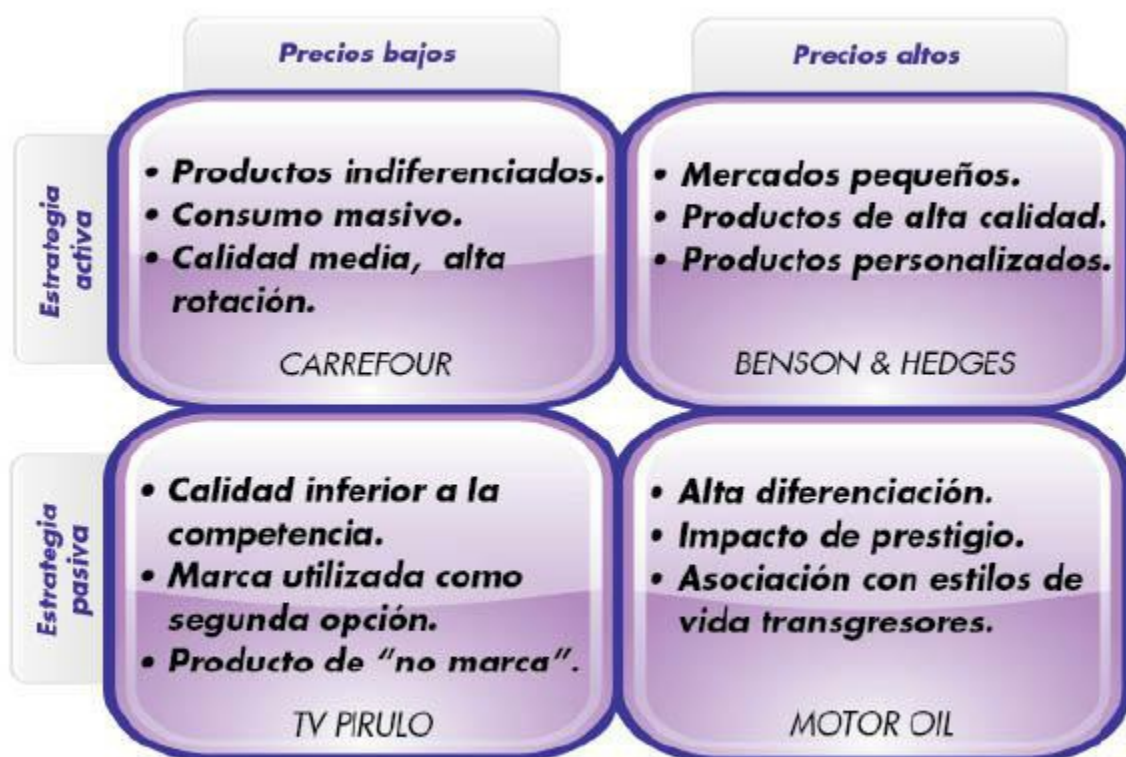 Precios bajos
Precios altos
Estrategia
activa
• Productos indiferenciados.
• Consumo masivo.
• Calidad media, alta
rotación.
CARREFOUR
• Mercados pequeños.
• Productos de alta calidad.
• Productos personalizados.
BENSON & HEDGES
Estrategia
pasiva
• Calidad inferior a la
competencia.
• Marca utilizada como
segunda opción.
• Producto de “no marca”.
TV PIRULO
• Alta diferenciación.
• Impacto de prestigio.
• Asociación con estilos de
vida transgresores.
MOTOR OIL